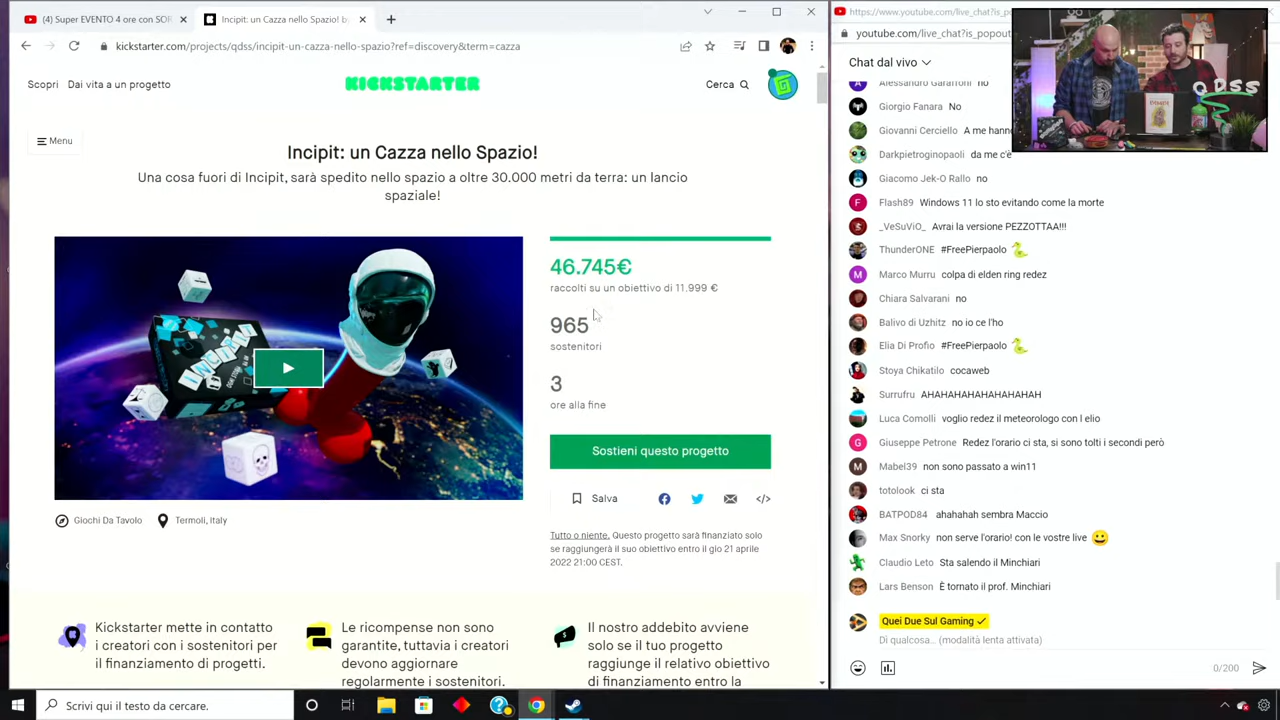 (4) Super EVENTO 4 ore con SOR
Incipit: un Cazza nello Spazio! b
kickstarter.com/projects/qdss/incipit-un-cazza-nello-spazio?ref=discovery&term=cazza
Scopri
Dai vita a un progetto
KICKSTARTER
Cerca
Menu
Incipit: un Cazza nello Spazio!
Una cosa fuori di Incipit, sarà spedito nello spazio a oltre 30.000 metri da terra: un lancio
spaziale!
46.745€
raccolti su un obiettivo di 11.999 €
965
sostenitori
3
ore alla fine
Sostieni questo progetto
Salva
Giochi Da Tavolo
Termoli, Italy
Tutto o niente. Questo progetto sarà finanziato solo
se raggiungerà il suo obiettivo entro il gio 21 aprile
2022 21:00 CEST.
Kickstarter mette in contatto
i creatori con i sostenitori per
il finanziamento di progetti.
Le ricompense non sono
garantite, tuttavia i creatori
devono aggiornare
regolarmente i sostenitori.
Il nostro addebito avviene
solo se il tuo progetto
raggiunge il relativo obiettivo
di finanziamento entro la
Scrivi qui il testo da cercare.
https://www.youtube.com/live_chat?is_popout
youtube.com/live_chat?is_popou
Chat dal vivo
QDSS
Alessandro Garaffoni no
Giorgio Fanara No
Giovanni Cerciello A me hanno
Darkpietroginopaoli da me c'è
Giacomo Jek-O Rallo no
Flash89 Windows 11 lo sto evitando come la morte
_VeSuViO_ Avrai la versione PEZZOTTAA!!!
ThunderONE #FreePierpaolo
Marco Murru colpa di elden ring redez
Chiara Salvarani no
Balivo di Uzhitz no io ce l'ho
Elia Di Profio #FreePierpaolo
Stoya Chikatilo cocaweb
Surrufru AHAHAHAHAHAHAHAH
Luca Comolli voglio redez il meteorologo con l elio
Giuseppe Petrone Redez l'orario ci sta, si sono tolti i secondi però
Mabel39 non sono passato a win11
totolook ci sta
BATPOD84 ahahahah sembra Maccio
Max Snorky non serve l'orario! con le vostre live
Claudio Leto Sta salendo il Minchiari
Lars Benson È tornato il prof. Minchiari
Quei Due Sul Gaming
Di qualcosa... (modalità lenta attivata)
0/200